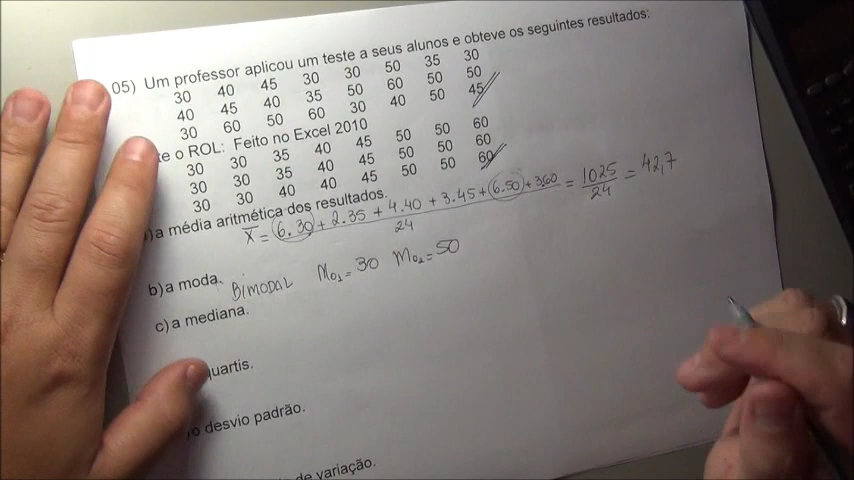 05) Um professor aplicou um teste a seus alunos e obteve os seguintes resultados:
30 40 45 30 30 50 35 30
40 45 40 35 50 60 50 50
30 60 50 60 30 40 50 45
o ROL: Feito no Excel 2010
30 30 35 40 45 50 50 60
30 30 35 40 45 50 50 60
30 30 40 40 45 50 50 60
a média aritmética dos resultados.
X = 6.30 + 2.35 + 4.40 + 3.45 + 6.50 + 3.60 = 1025 = 42,7
24 24
b) a moda. BIMODAL Mo1 = 30 Mo2 = 50
c) a mediana.
quartis.
o desvio padrão.
de variação.